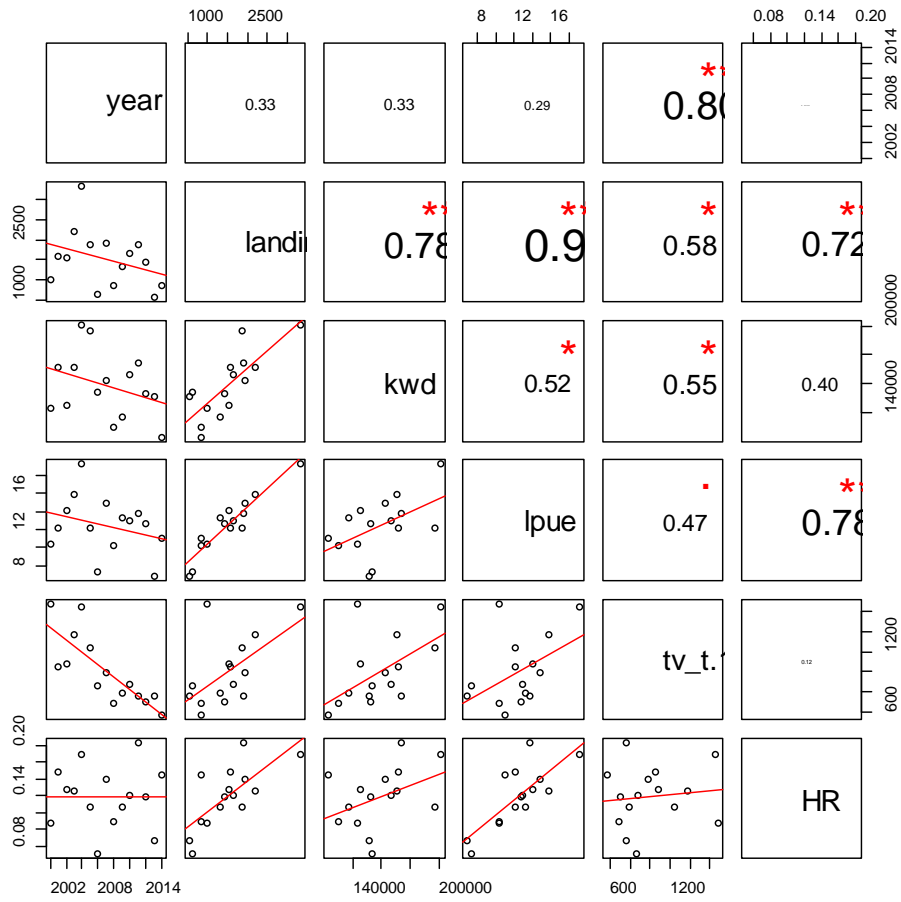 1000 2500 8 12 16 0.08 0.14 0.20
year 0.33 0.33 0.29 0.80 ** 2002 2008 2014
1000 2500 landi 0.78 ** 0.9 ** 0.58 * 0.72 **
kwd 0.52 * 0.55 * 0.40 140000 200000
8 12 16 lpue 0.47 . 0.78 **
tv_t. 0.12 600 1200
0.08 0.14 0.20 HR
2002 2008 2014 140000 200000 600 1200